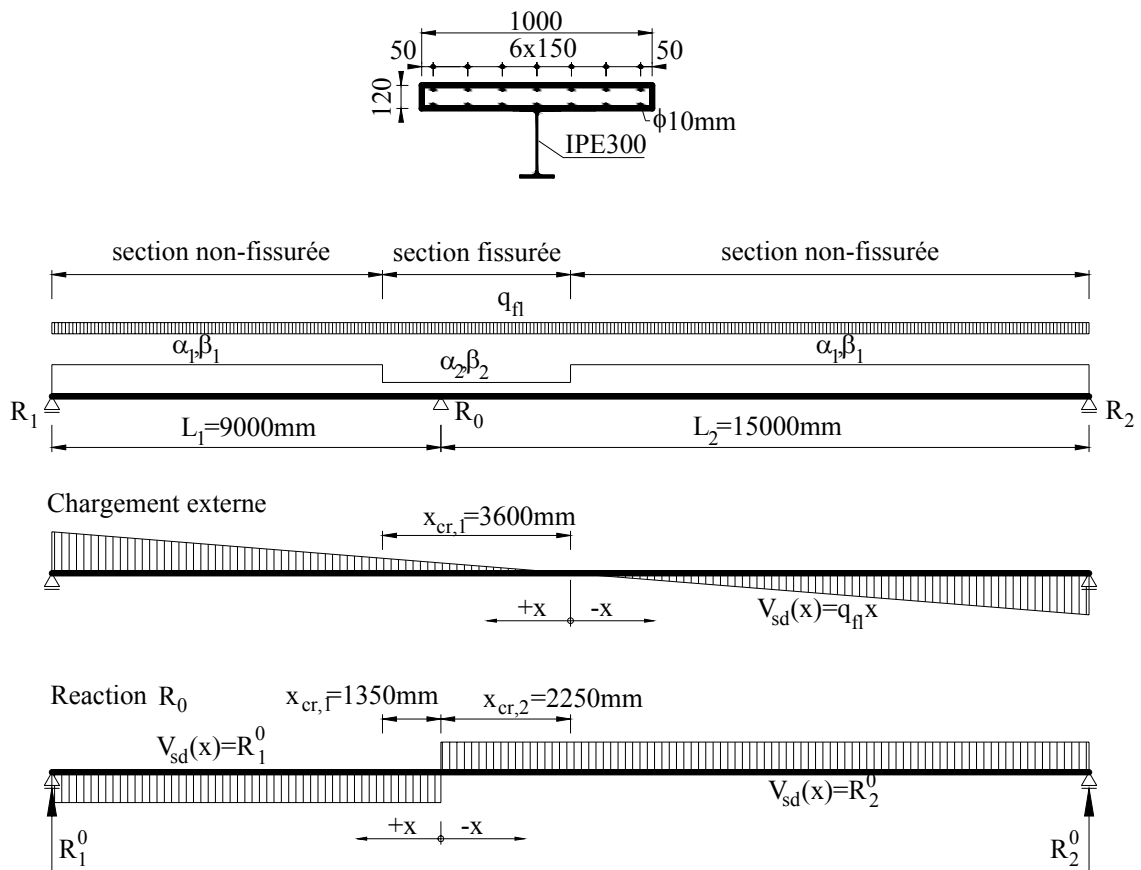 1000
50 6x150 50
120
ϕ10mm
IPE300
section non-fissurée section fissurée section non-fissurée
q_fl
α_1,β_1 α_2,β_2 α_1,β_1
R_1 R_0 R_2
L_1=9000mm L_2=15000mm
Chargement externe
x_cr,1=3600mm
+x -x V_sd(x)=q_fl x
Reaction R_0 x_cr,1=1350mm x_cr,2=2250mm
V_sd(x)=R_1^0
V_sd(x)=R_2^0
+x -x
R_1^0 R_2^0